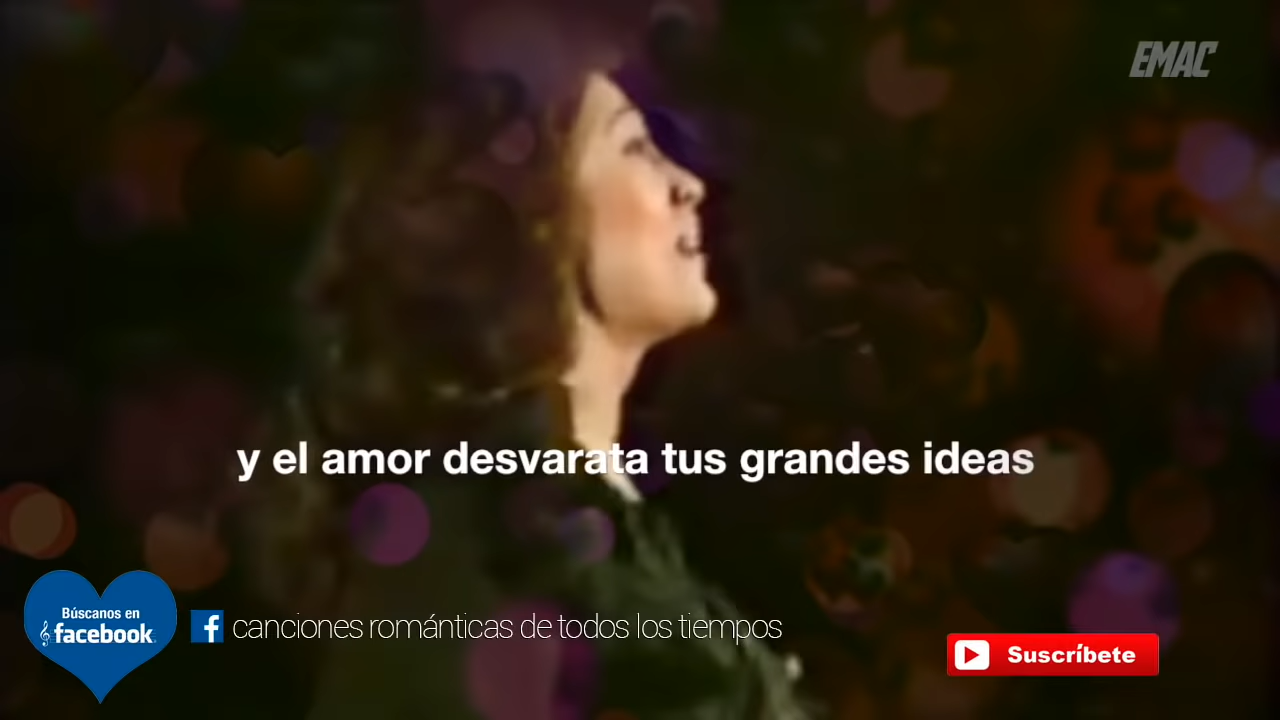 EMAC
y el amor desvarata tus grandes ideas
Búscanos en
facebook
canciones románticas de todos los tiempos
Suscríbete